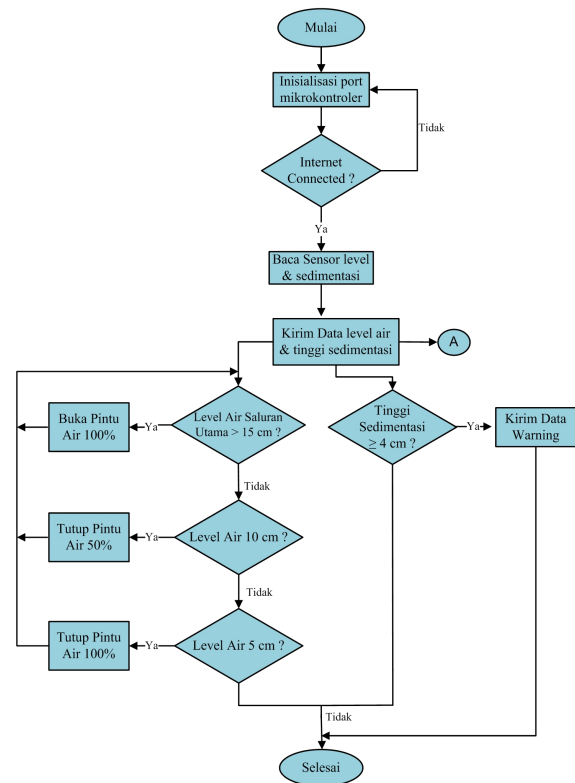 Mulai
Inisialisasi port
mikrokontroler
Tidak
Internet
Connected ?
Ya
Baca Sensor level
& sedimentasi
Kirim Data level air
& tinggi sedimentasi
A
Level Air Saluran
Utama > 15 cm ?
Ya
Buka Pintu
Air 100%
Tinggi
Sedimentasi
≥ 4 cm ?
Ya
Kirim Data
Warning
Tidak
Level Air 10 cm ?
Ya
Tutup Pintu
Air 50%
Tidak
Level Air 5 cm ?
Ya
Tutup Pintu
Air 100%
Tidak
Selesai